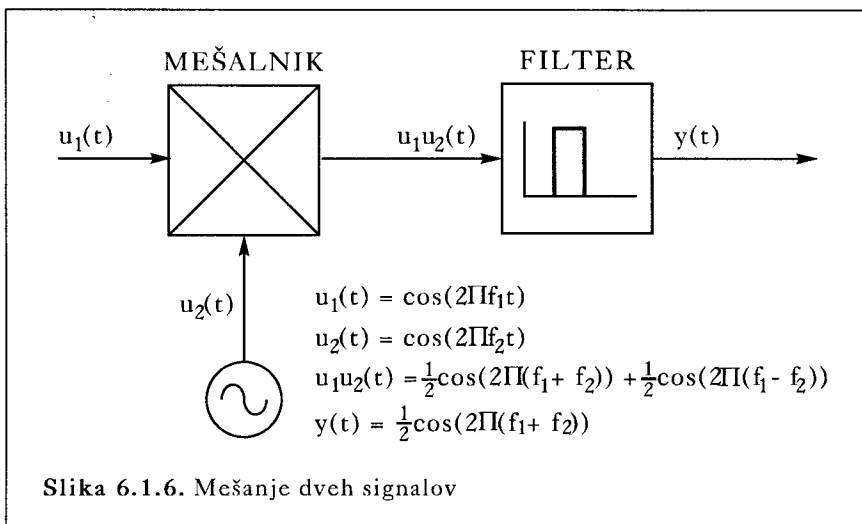 MEŠALNIK
FILTER
u₁(t)
u₁u₂(t)
y(t)
u₂(t)
u₁(t) = cos(2Πf₁t)
u₂(t) = cos(2Πf₂t)
u₁u₂(t) = ½cos(2Π(f₁+ f₂)) + ½cos(2Π(f₁- f₂))
y(t) = ½cos(2Π(f₁+ f₂))
Slika 6.1.6. Mešanje dveh signalov